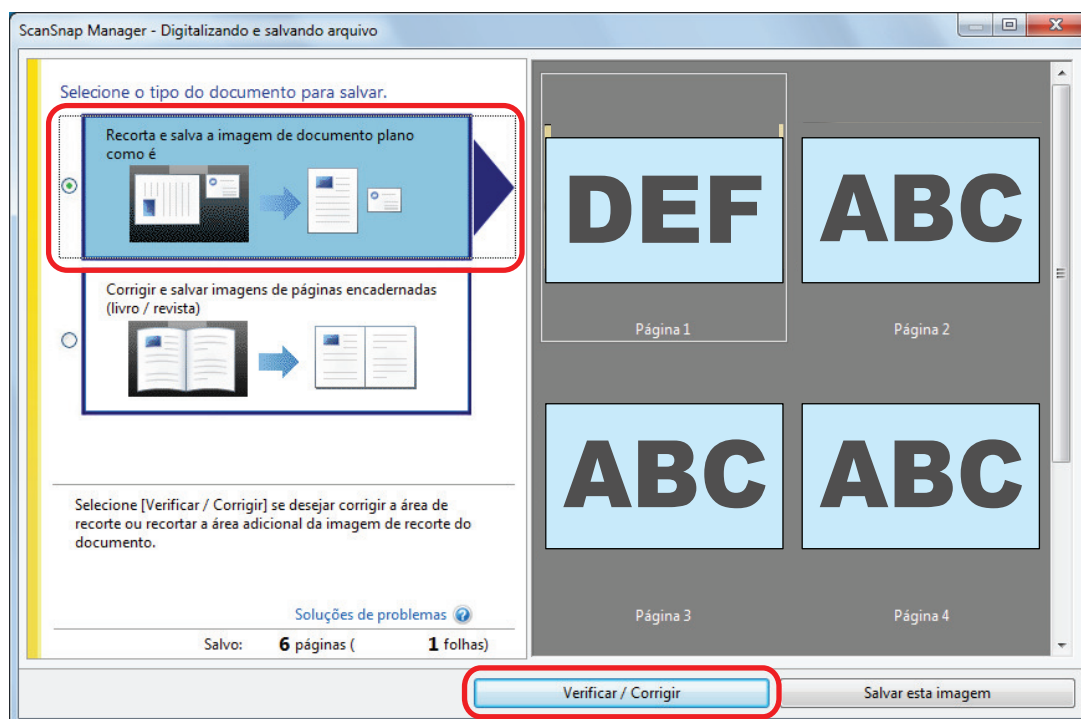 ScanSnap Manager - Digitalizando e salvando arquivo
Selecione o tipo do documento para salvar.
Recorta e salva a imagem de documento plano
como é
Corrigir e salvar imagens de páginas encadernadas
(livro / revista)
Selecione [Verificar / Corrigir] se desejar corrigir a área de
recorte ou recortar a área adicional da imagem de recorte do
documento.
Soluções de problemas
Salvo: 6 páginas ( 1 folhas)
DEF
ABC
Página 1
Página 2
ABC
ABC
Página 3
Página 4
Verificar / Corrigir
Salvar esta imagem